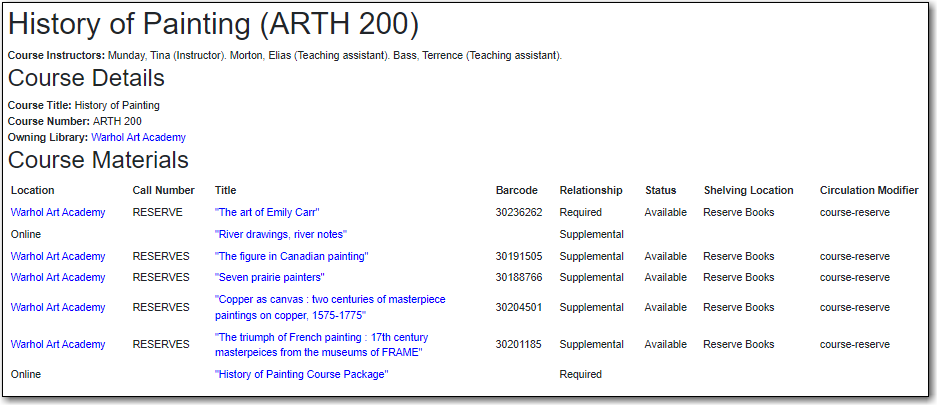 History of Painting (ARTH 200)
Course Instructors: Munday, Tina (Instructor). Morton, Elias (Teaching assistant). Bass, Terrence (Teaching assistant).
Course Details
Course Title: History of Painting
Course Number: ARTH 200
Owning Library: Warhol Art Academy
Course Materials
Location Call Number Title Barcode Relationship Status Shelving Location Circulation Modifier
Warhol Art Academy RESERVE "The art of Emily Carr" 30236262 Required Available Reserve Books course-reserve
Online "River drawings, river notes" Supplemental
Warhol Art Academy RESERVES "The figure in Canadian painting" 30191505 Supplemental Available Reserve Books course-reserve
Warhol Art Academy RESERVES "Seven prairie painters" 30188766 Supplemental Available Reserve Books course-reserve
Warhol Art Academy RESERVES "Copper as canvas : two centuries of masterpiece
paintings on copper, 1575-1775" 30204501 Supplemental Available Reserve Books course-reserve
Warhol Art Academy RESERVES "The triumph of French painting : 17th century
masterpeices from the museums of FRAME" 30201185 Supplemental Available Reserve Books course-reserve
Online "History of Painting Course Package" Required